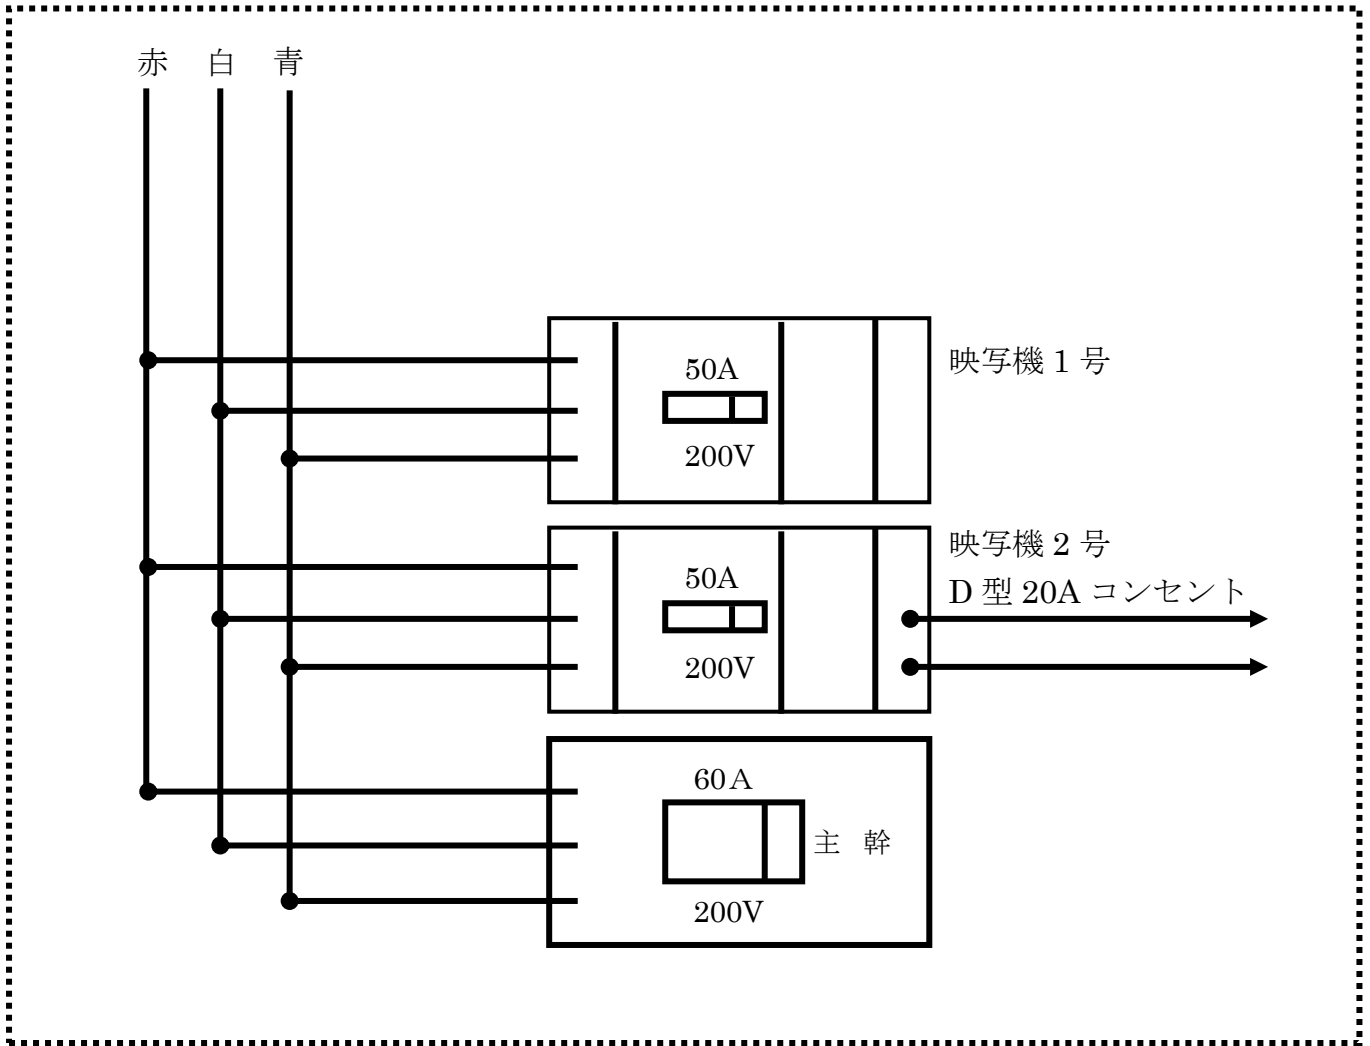 赤 白 青
50A
200V
映写機 1 号
50A
200V
映写機 2 号
D 型 20A コンセント
60A
主 幹
200V